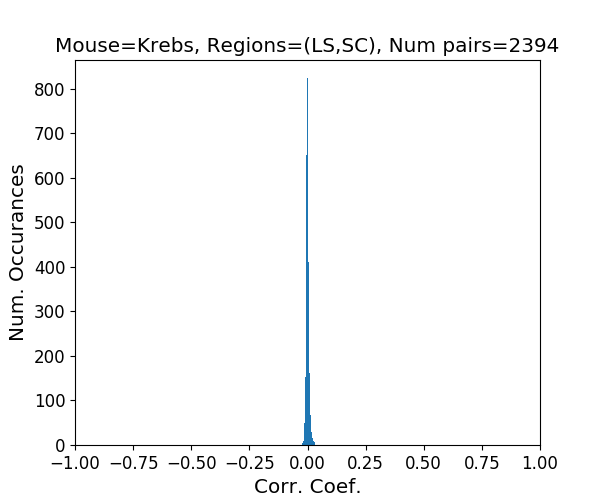 Mouse=Krebs, Regions=(LS,SC), Num pairs=2394
800
700
600
500
400
300
200
100
0
Num. Occurances
−1.00 −0.75 −0.50 −0.25 0.00 0.25 0.50 0.75 1.00
Corr. Coef.